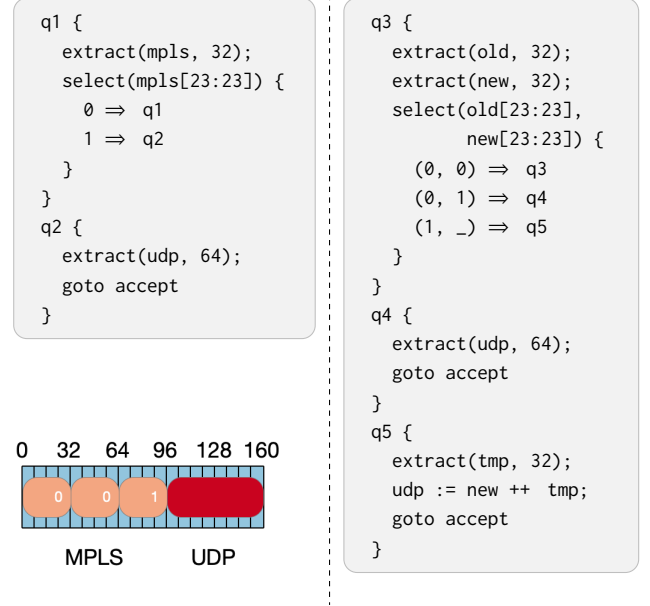 q1 {
extract(mpls, 32);
select(mpls[23:23]) {
0 ⇒ q1
1 ⇒ q2
}
}
q2 {
extract(udp, 64);
goto accept
}
0 32 64 96 128 160
0 0 1
MPLS UDP
q3 {
extract(old, 32);
extract(new, 32);
select(old[23:23],
new[23:23]) {
(0, 0) ⇒ q3
(0, 1) ⇒ q4
(1, _) ⇒ q5
}
}
q4 {
extract(udp, 64);
goto accept
}
q5 {
extract(tmp, 32);
udp := new ++ tmp;
goto accept
}